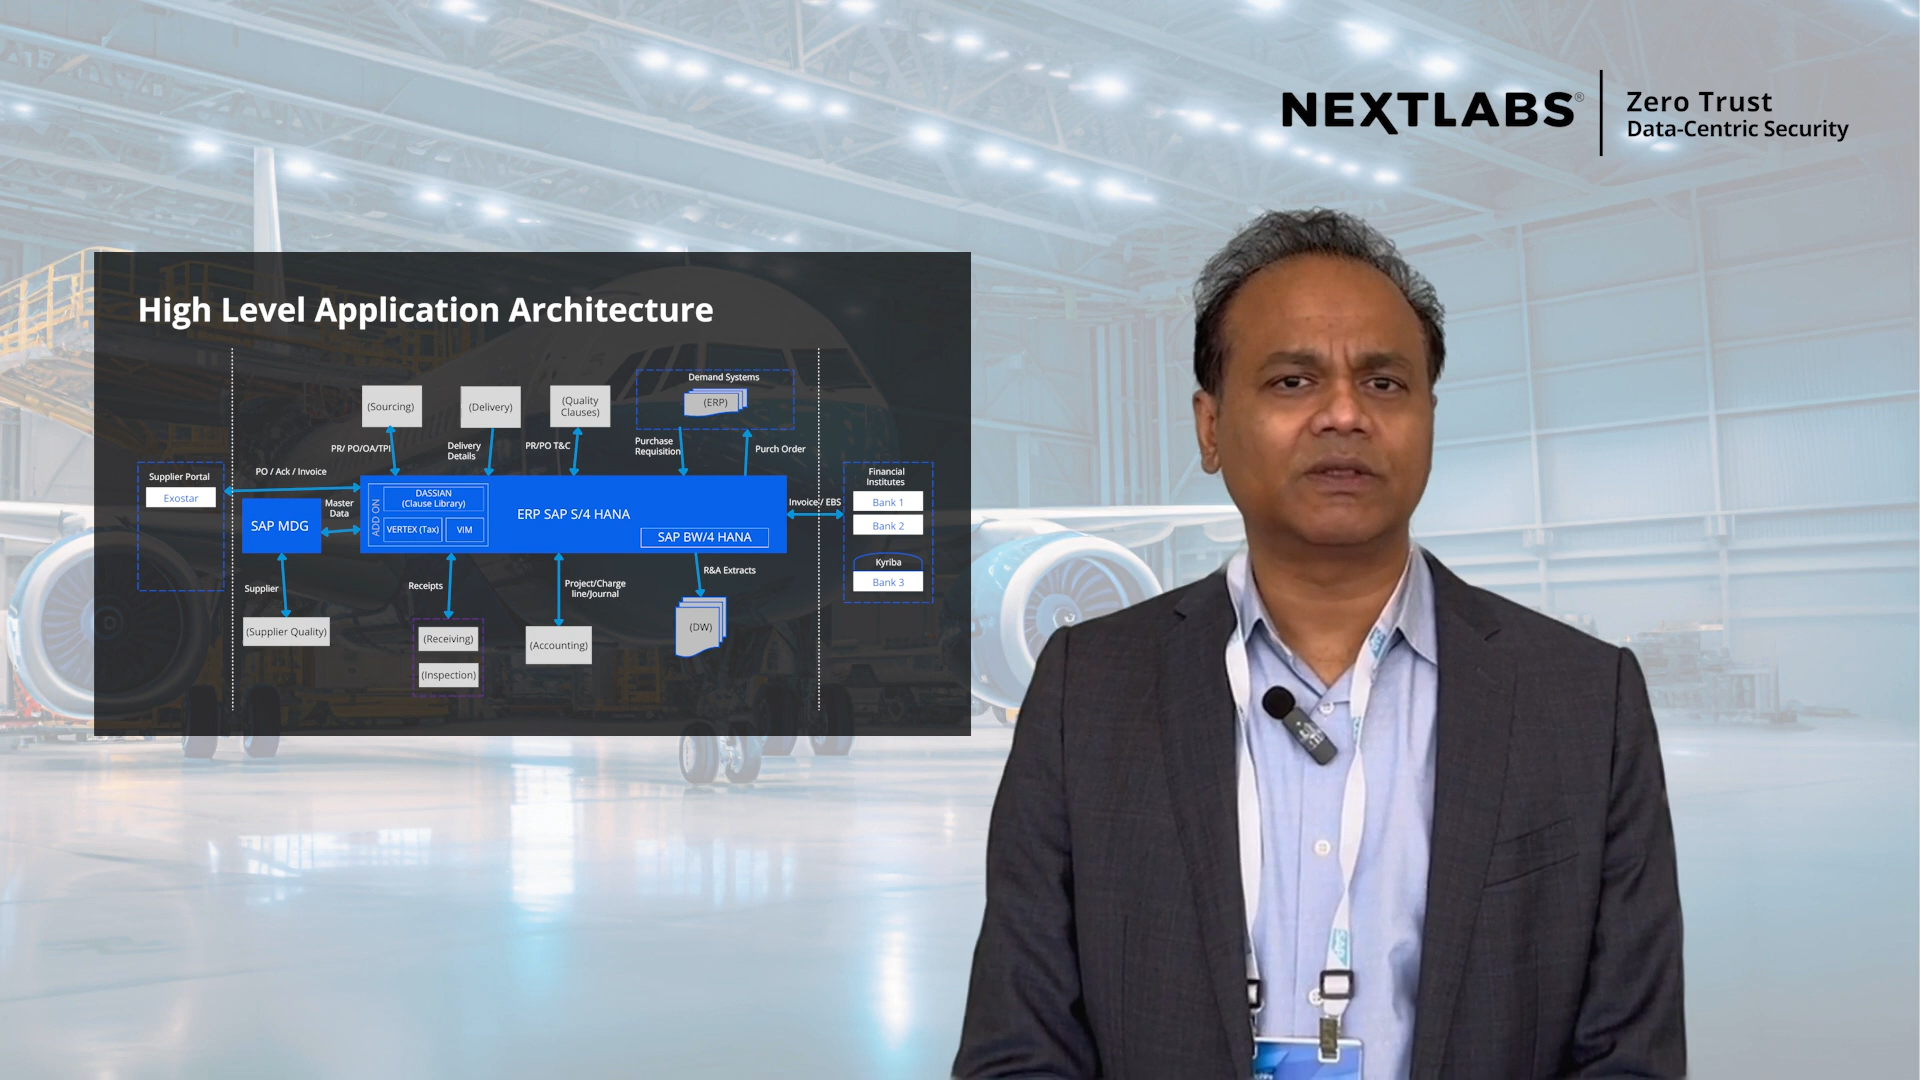 NEXTLABS®
Zero Trust
Data-Centric Security
High Level Application Architecture
Demand Systems
(ERP)
(Sourcing)
(Delivery)
(Quality
Clauses)
PR/ PO/OA/TPI
Delivery
Details
PR/PO T&C
Purchase
Requisition
Purch Order
Supplier Portal
Exostar
PO / Ack / Invoice
SAP MDG
Master
Data
ADD ON
DASSIAN
(Clause Library)
VERTEX (Tax)
VIM
ERP SAP S/4 HANA
SAP BW/4 HANA
Invoice / EBS
Financial
Institutes
Bank 1
Bank 2
Kyriba
Bank 3
Supplier
(Supplier Quality)
Receipts
(Receiving)
(Inspection)
Project/Charge
line/Journal
(Accounting)
R&A Extracts
(DW)
SAP